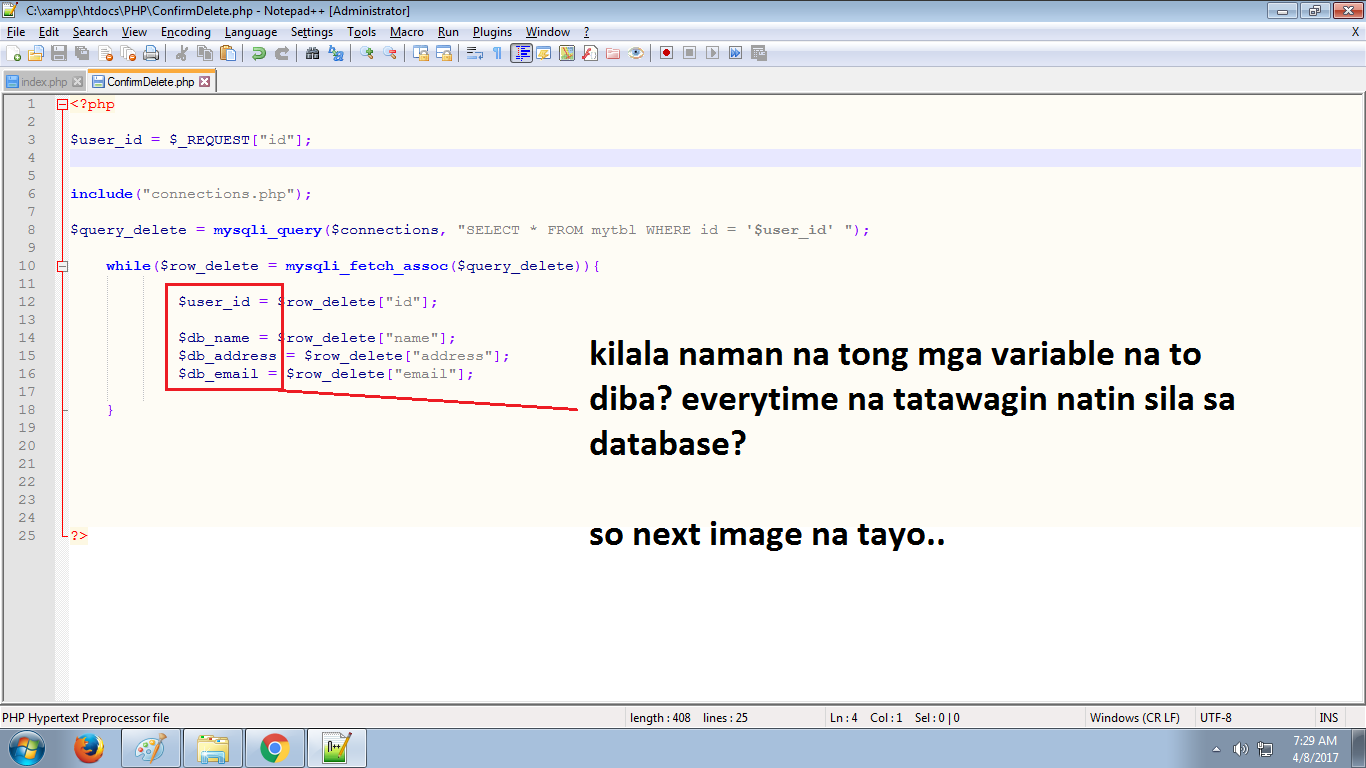 C:\xampp\htdocs\PHP\ConfirmDelete.php - Notepad++ [Administrator]
File Edit Search View Encoding Language Settings Tools Macro Run Plugins Window ? X
index.php ConfirmDelete.php
1 <?php
2
3 $user_id = $_REQUEST["id"];
4
5
6 include("connections.php");
7
8 $query_delete = mysqli_query($connections, "SELECT * FROM mytbl WHERE id = '$user_id' ");
9
10 while($row_delete = mysqli_fetch_assoc($query_delete)){
11
12 $user_id = $row_delete["id"];
13
14 $db_name = $row_delete["name"];
15 $db_address = $row_delete["address"];
16 $db_email = $row_delete["email"];
17
18 }
19
20
21
22
23
24
25 ?>
kilala naman na tong mga variable na to
diba? everytime na tatawagin natin sila sa
database?
so next image na tayo..
PHP Hypertext Preprocessor file length : 408 lines : 25 Ln : 4 Col : 1 Sel : 0 | 0 Windows (CR LF) UTF-8 INS
7:29 AM
4/8/2017